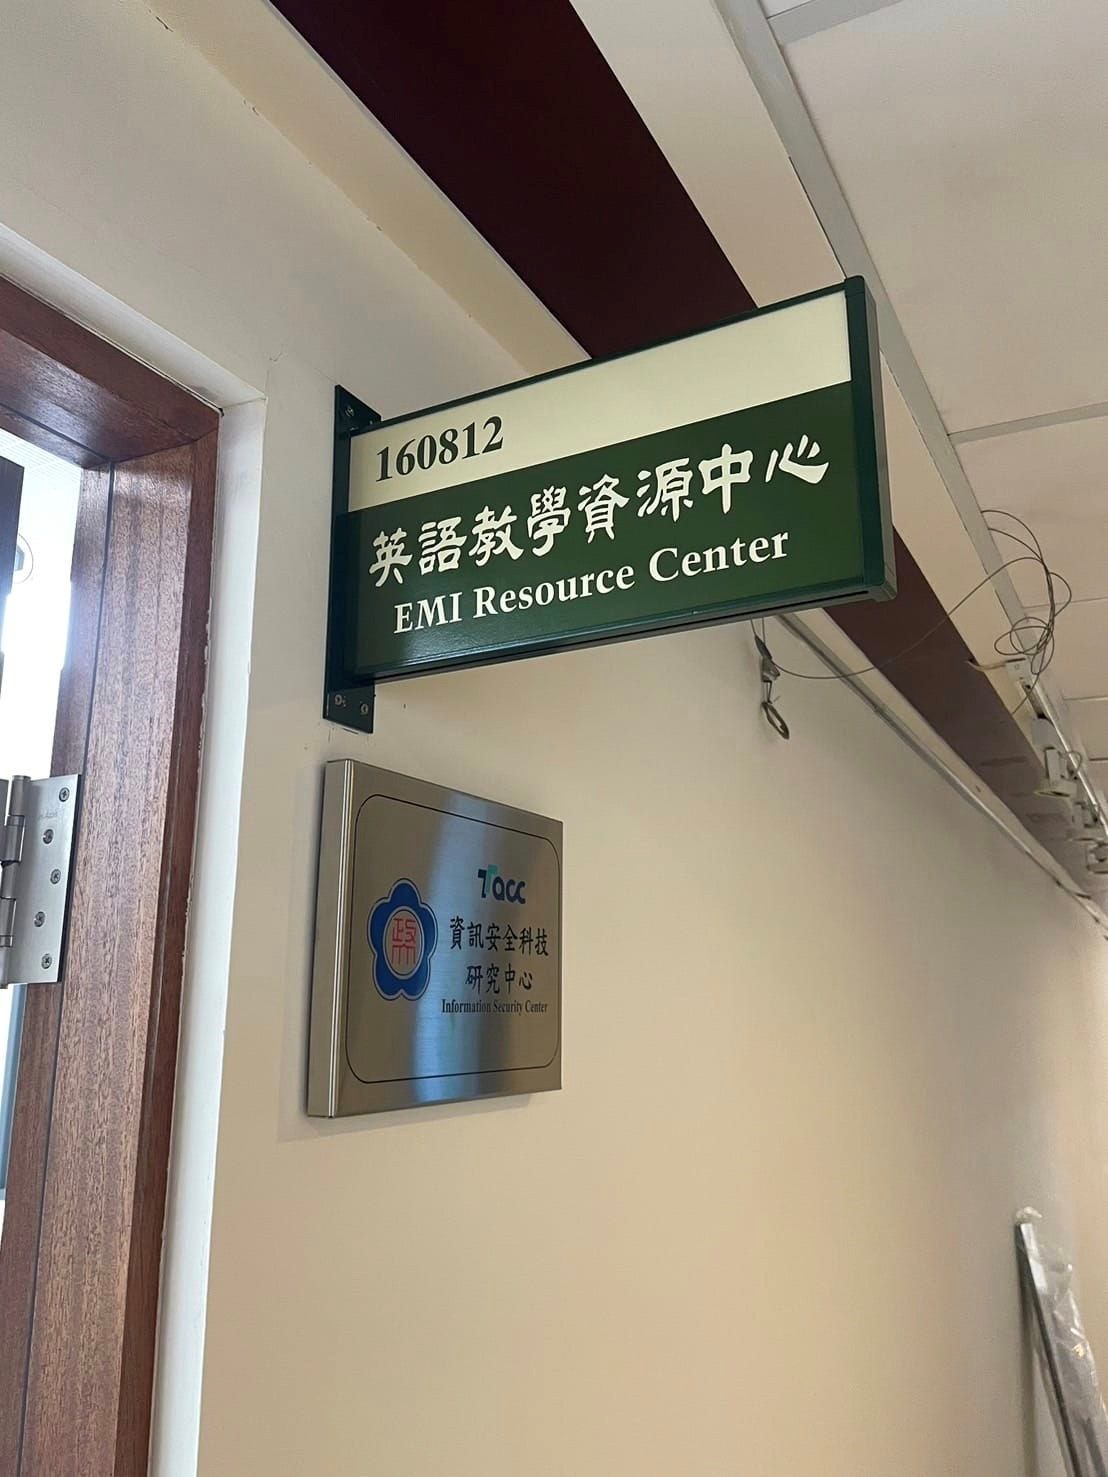 160812
英語教學資源中心
EMI Resource Center
Tacc
政
資訊安全科技
研究中心
Information Security Center